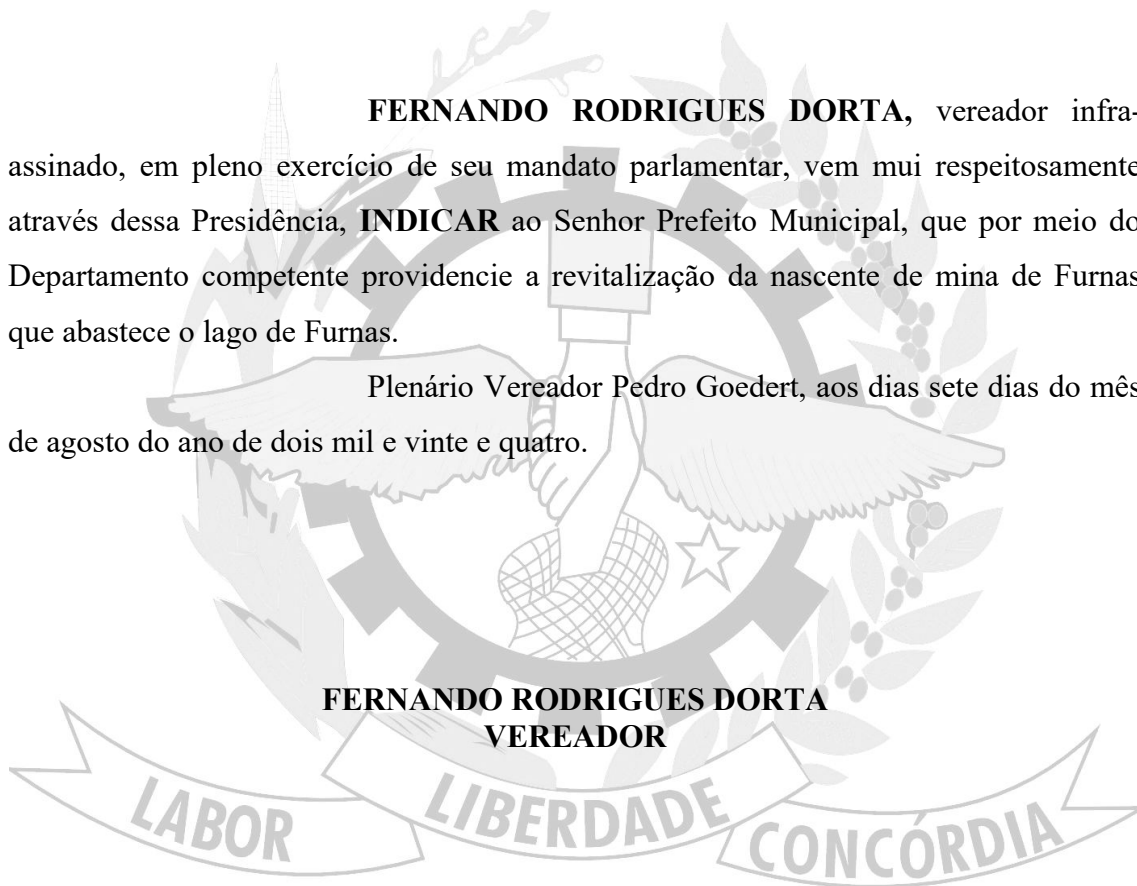 FERNANDO RODRIGUES DORTA, vereador infra-
assinado, em pleno exercício de seu mandato parlamentar, vem mui respeitosamente
através dessa Presidência, INDICAR ao Senhor Prefeito Municipal, que por meio do
Departamento competente providencie a revitalização da nascente de mina de Furnas
que abastece o lago de Furnas.
Plenário Vereador Pedro Goedert, aos dias sete dias do mês
de agosto do ano de dois mil e vinte e quatro.
FERNANDO RODRIGUES DORTA
VEREADOR
LABOR LIBERDADE CONCÓRDIA